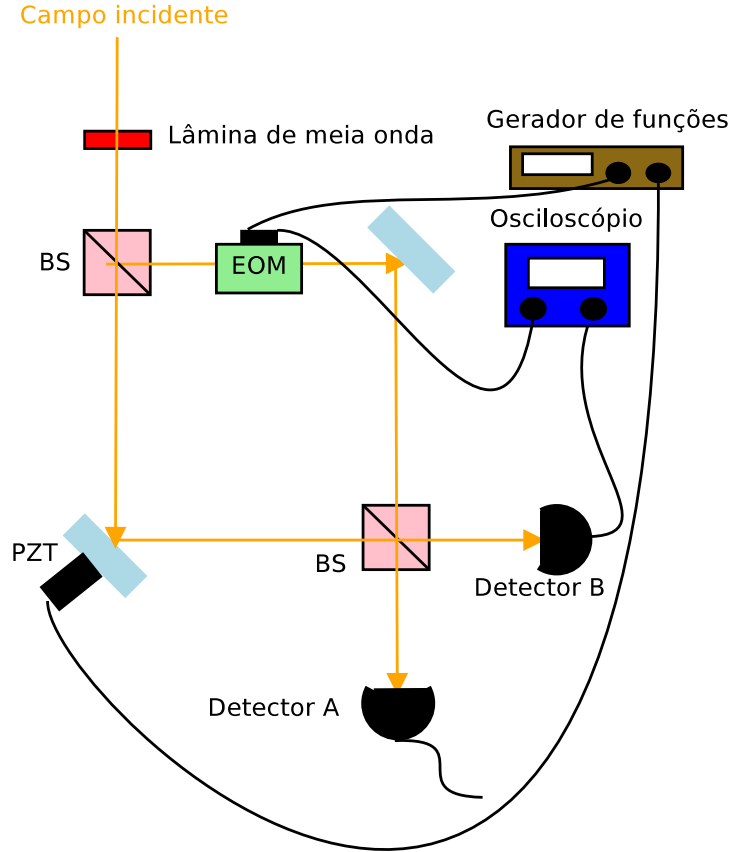 Campo incidente
Lâmina de meia onda
Gerador de funções
Osciloscópio
BS
EOM
PZT
BS
Detector B
Detector A